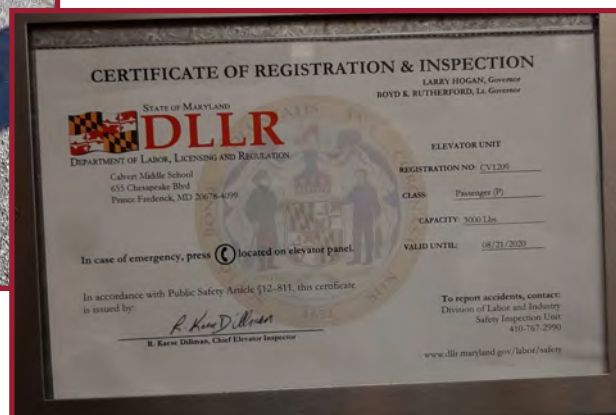 CERTIFICATE OF REGISTRATION & INSPECTION
LARRY HOGAN, Governor
BOYD K. RUTHERFORD, Lt. Governor
STATE OF MARYLAND
DLLR
DEPARTMENT OF LABOR, LICENSING AND REGULATION
Calvert Middle School
655 Chesapeake Blvd
Prince Frederick, MD 20678-4099
ELEVATOR UNIT
REGISTRATION NO: CV1209
CLASS: Passenger (P)
CAPACITY: 3000 Lbs.
VALID UNTIL: 08/21/2020
In case of emergency, press located on elevator panel.
In accordance with Public Safety Article §12–811, this certificate
is issued by:
R. Karse Dillman, Chief Elevator Inspector
To report accidents, contact:
Division of Labor and Industry
Safety Inspection Unit
410-767-2990
www.dllr.maryland.gov/labor/safety
1632